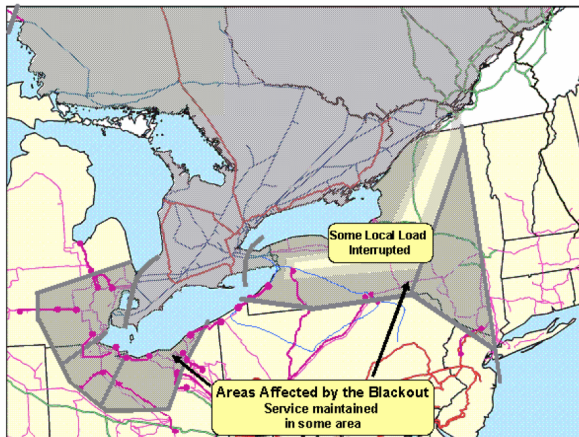 Some Local Load
Interrupted
Areas Affected by the Blackout
Service maintained
in some area